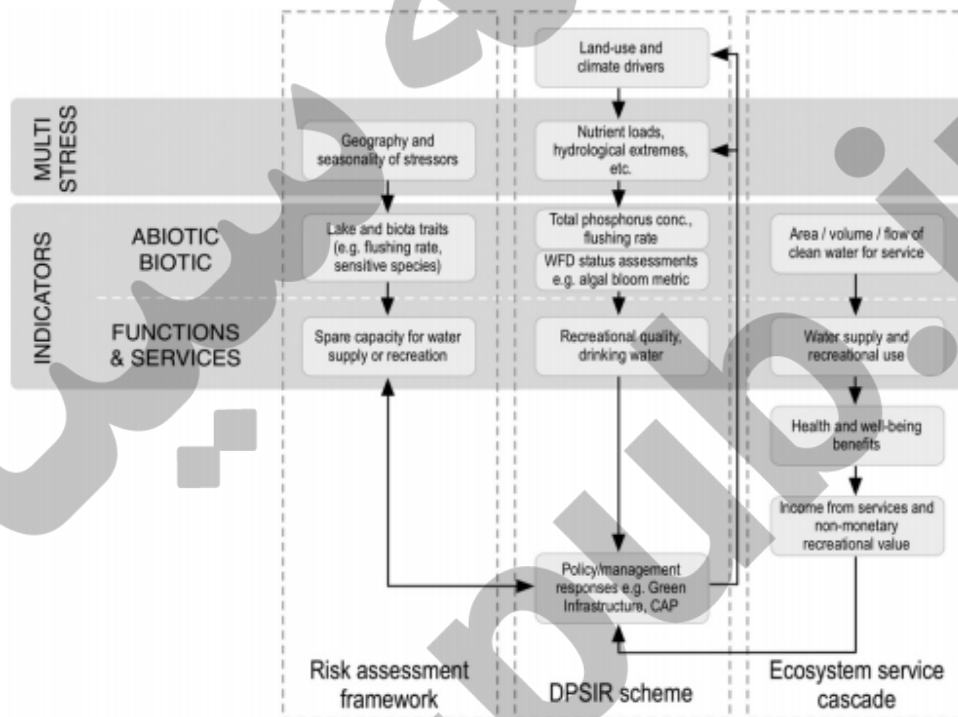 Land-use and
climate drivers
MULTI
STRESS
Geography and
seasonality of stressors
Nutrient loads,
hydrological extremes,
etc.
INDICATORS
ABIOTIC
BIOTIC
Lake and biota traits
(e.g. flushing rate,
sensitive species)
Total phosphorus conc.,
flushing rate
WFD status assessments
e.g. algal bloom metric
Area / volume / flow of
clean water for service
FUNCTIONS
& SERVICES
Spare capacity for water
supply or recreation
Recreational quality,
drinking water
Water supply and
recreational use
Health and well-being
benefits
Income from services and
non-monetary
recreational value
Policy/management
responses e.g. Green
Infrastructure, CAP
Risk assessment
framework
DPSIR scheme
Ecosystem service
cascade